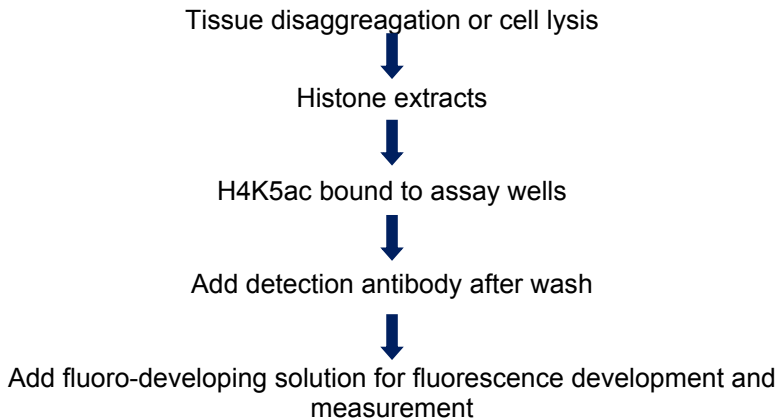 Tissue disaggreagation or cell lysis
Histone extracts
H4K5ac bound to assay wells
Add detection antibody after wash
Add fluoro-developing solution for fluorescence development and
measurement